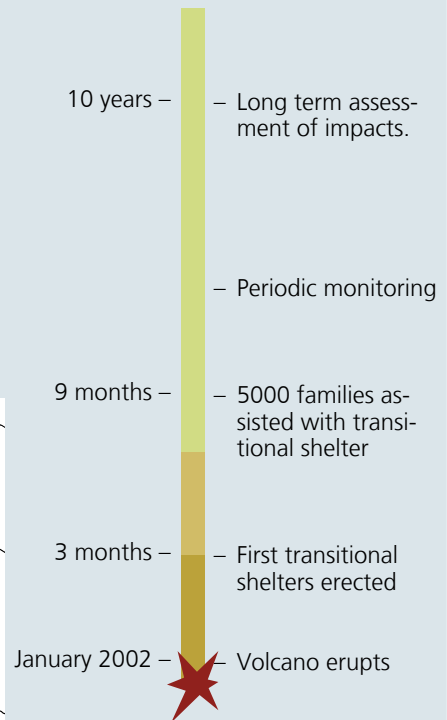 10 years –
– Long term assess-
ment of impacts.
– Periodic monitoring
9 months –
– 5000 families as-
sisted with transi-
tional shelter
3 months –
– First transitional
shelters erected
January 2002 –
– Volcano erupts